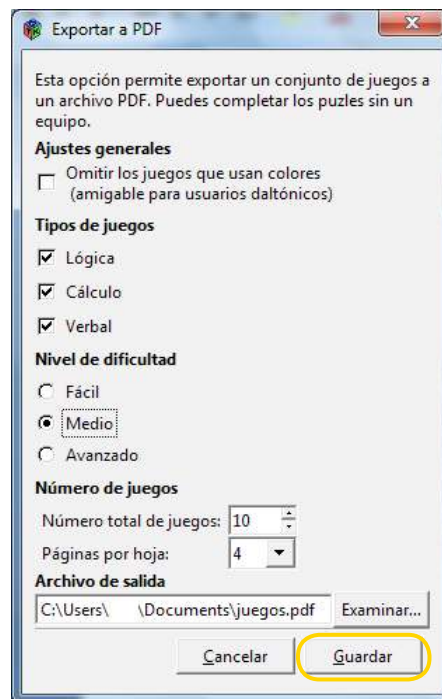 Exportar a PDF
Esta opción permite exportar un conjunto de juegos a
un archivo PDF. Puedes completar los puzles sin un
equipo.
Ajustes generales
Omitir los juegos que usan colores
(amigable para usuarios daltónicos)
Tipos de juegos
Lógica
Cálculo
Verbal
Nivel de dificultad
Fácil
Medio
Avanzado
Número de juegos
Número total de juegos: 10
Páginas por hoja: 4
Archivo de salida
C:\Users\ \Documents\juegos.pdf Examinar...
Cancelar Guardar